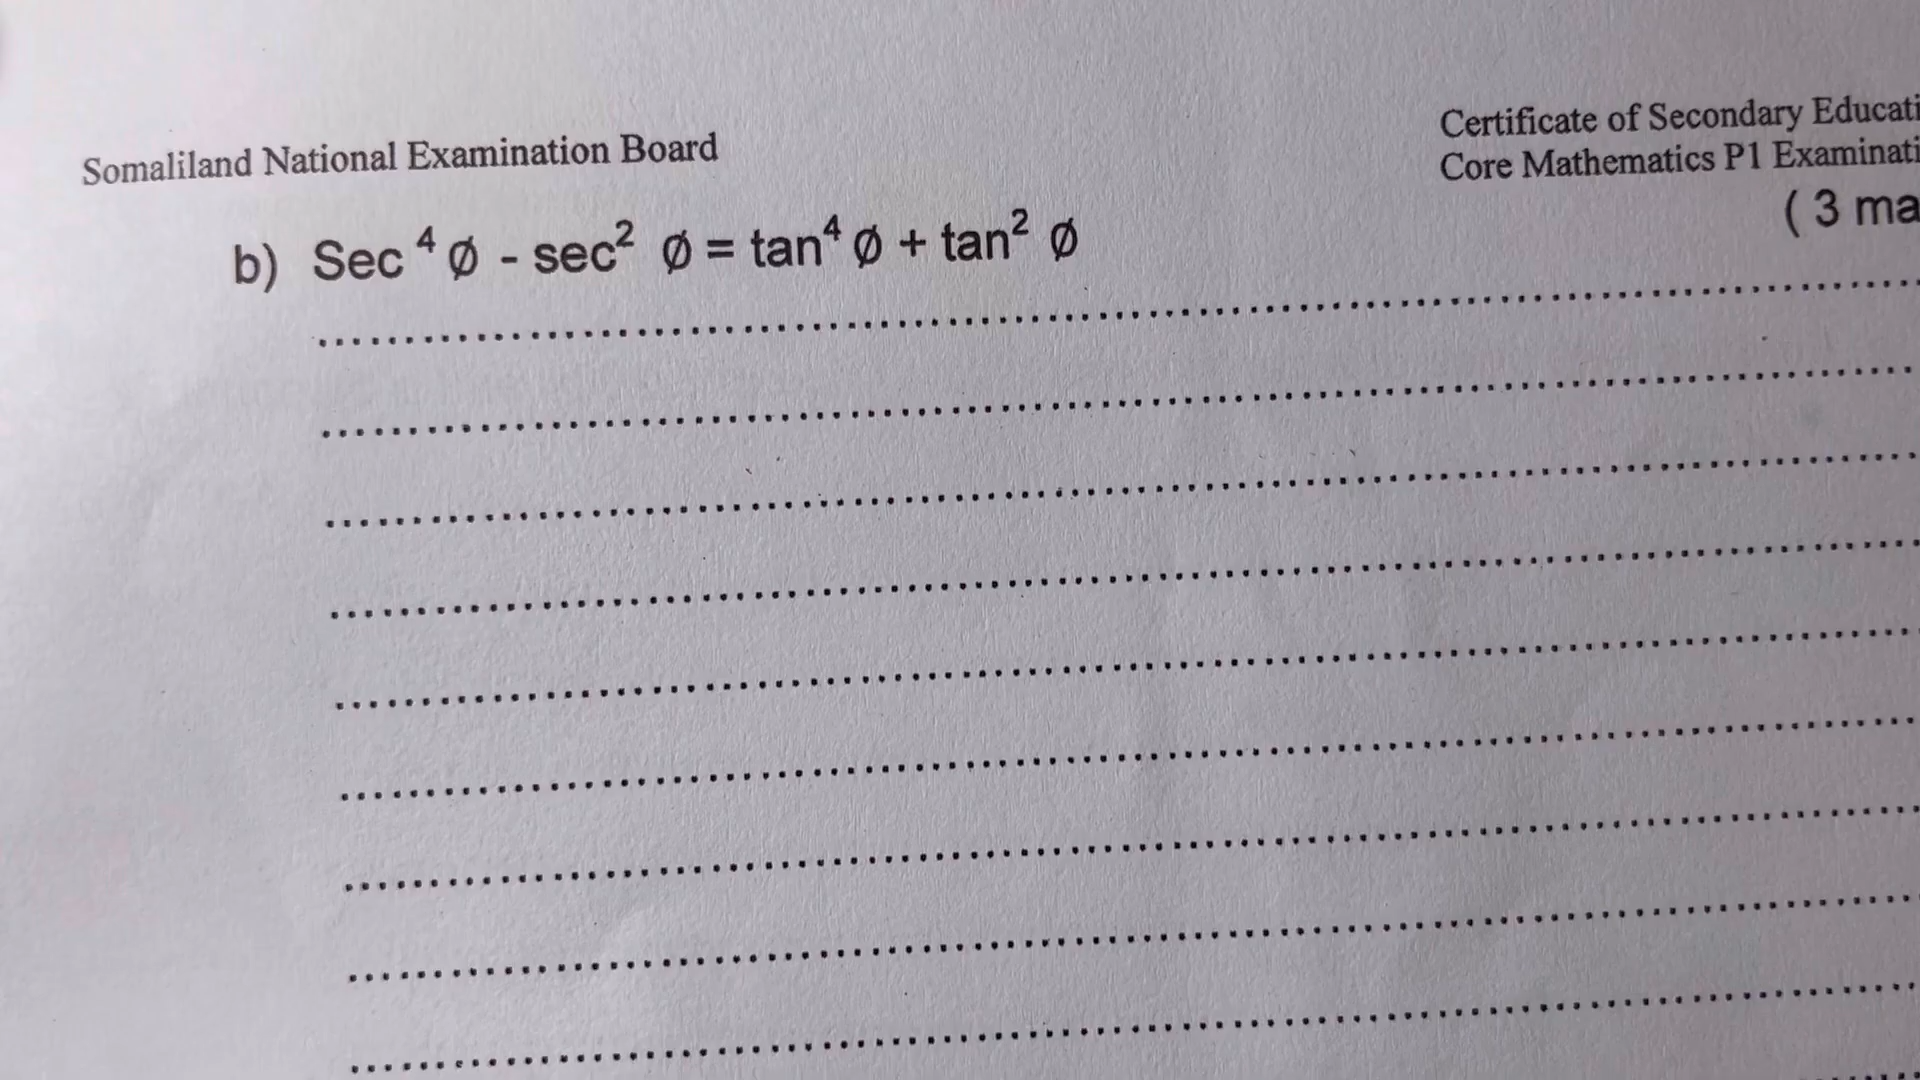 Somaliland National Examination Board
Certificate of Secondary Educati
Core Mathematics P1 Examinati
( 3 ma
b) Sec⁴ Ø - sec² Ø = tan⁴ Ø + tan² Ø